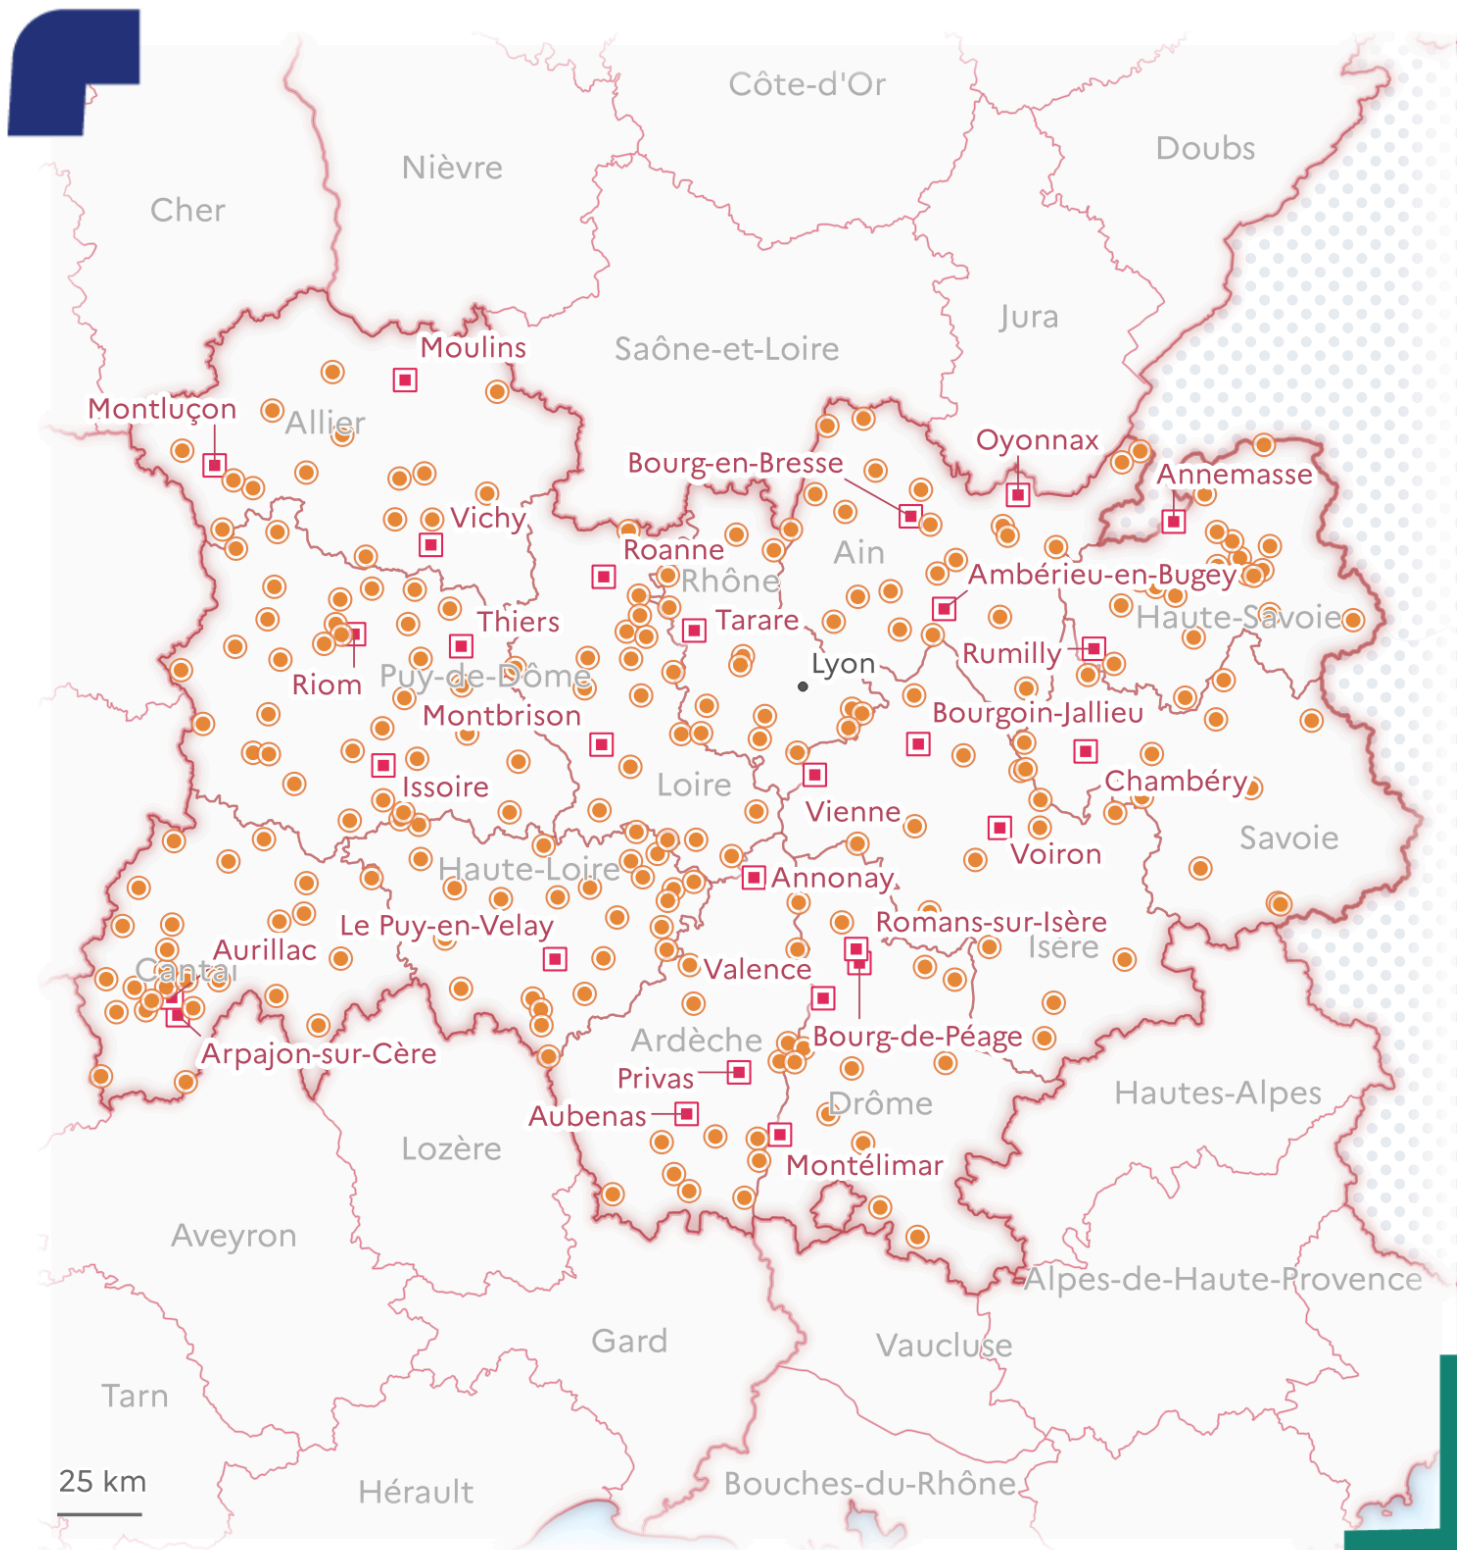 Côte-d'Or
Doubs
Nièvre
Cher
Jura
Saône-et-Loire
Moulins
Montluçon
Allier
Oyonnax
Bourg-en-Bresse
Annemasse
Vichy
Roanne
Ain
Rhône
Ambérieu-en-Bugey
Haute-Savoie
Thiers
Tarare
Rumilly
Lyon
Riom
Puy-de-Dôme
Montbrison
Bourgoin-Jallieu
Issoire
Loire
Chambéry
Vienne
Savoie
Voiron
Haute-Loire
Annonay
Le Puy-en-Velay
Romans-sur-Isère
Isère
Aurillac
Cantal
Valence
Ardèche
Bourg-de-Péage
Arpajon-sur-Cère
Privas
Hautes-Alpes
Drôme
Aubenas
Lozère
Montélimar
Aveyron
Alpes-de-Haute-Provence
Gard
Vaucluse
Tarn
25 km
Hérault
Bouches-du-Rhône